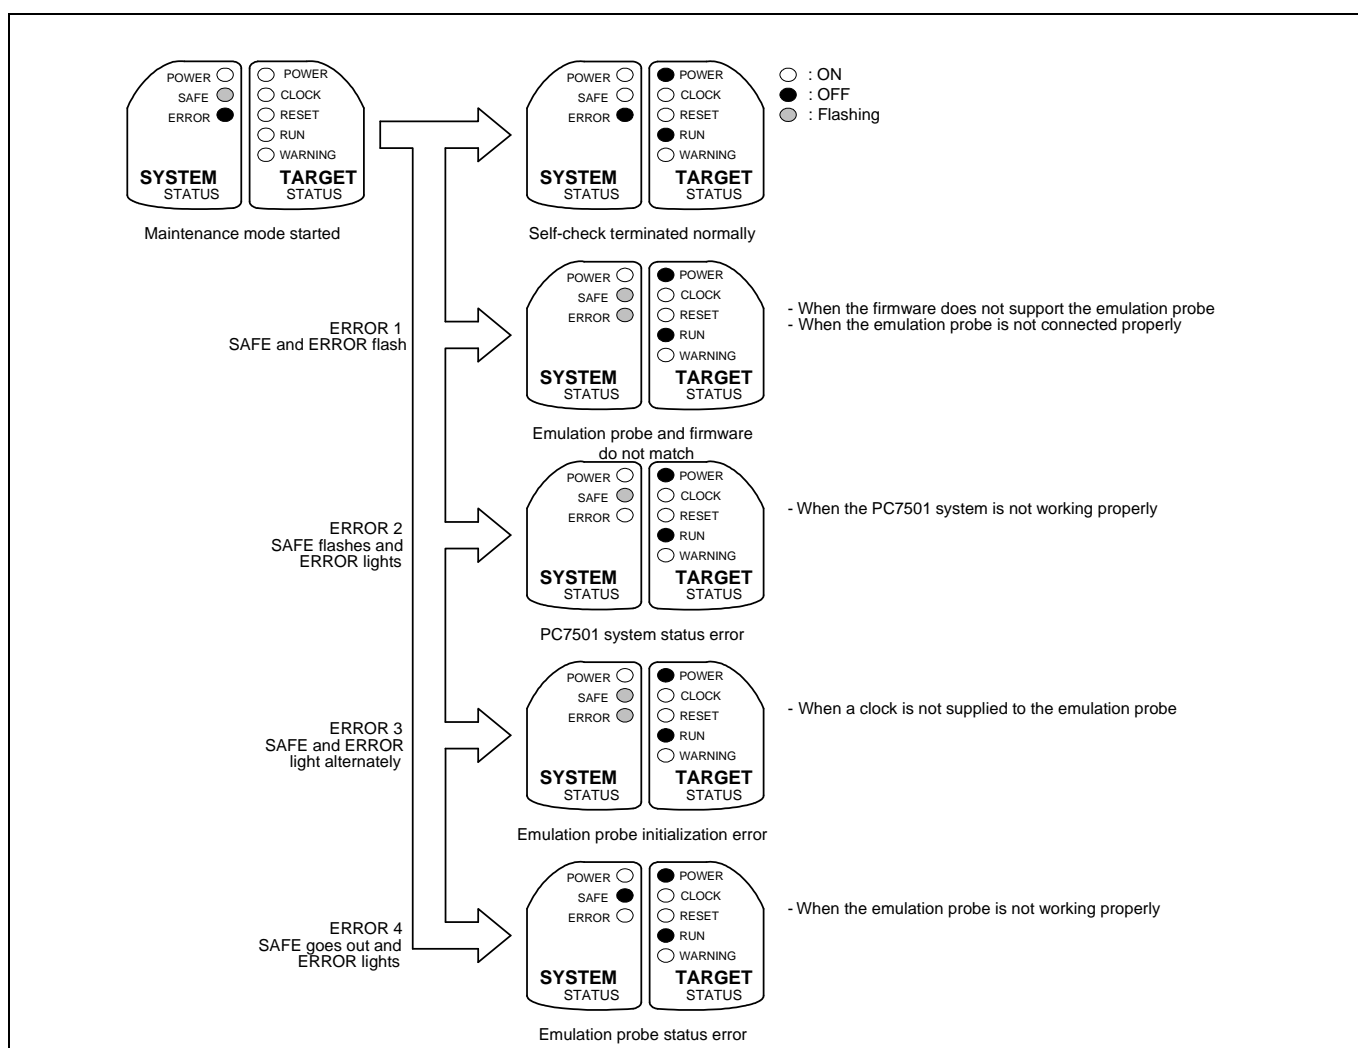 POWER
SAFE
ERROR
SYSTEM
STATUS
POWER
CLOCK
RESET
RUN
WARNING
TARGET
STATUS
Maintenance mode started
POWER
SAFE
ERROR
SYSTEM
STATUS
POWER
CLOCK
RESET
RUN
WARNING
TARGET
STATUS
Self-check terminated normally
: ON
: OFF
: Flashing
ERROR 1
SAFE and ERROR flash
POWER
SAFE
ERROR
SYSTEM
STATUS
POWER
CLOCK
RESET
RUN
WARNING
TARGET
STATUS
Emulation probe and firmware
do not match
- When the firmware does not support the emulation probe
- When the emulation probe is not connected properly
ERROR 2
SAFE flashes and
ERROR lights
POWER
SAFE
ERROR
SYSTEM
STATUS
POWER
CLOCK
RESET
RUN
WARNING
TARGET
STATUS
PC7501 system status error
- When the PC7501 system is not working properly
ERROR 3
SAFE and ERROR
light alternately
POWER
SAFE
ERROR
SYSTEM
STATUS
POWER
CLOCK
RESET
RUN
WARNING
TARGET
STATUS
Emulation probe initialization error
- When a clock is not supplied to the emulation probe
ERROR 4
SAFE goes out and
ERROR lights
POWER
SAFE
ERROR
SYSTEM
STATUS
POWER
CLOCK
RESET
RUN
WARNING
TARGET
STATUS
Emulation probe status error
- When the emulation probe is not working properly